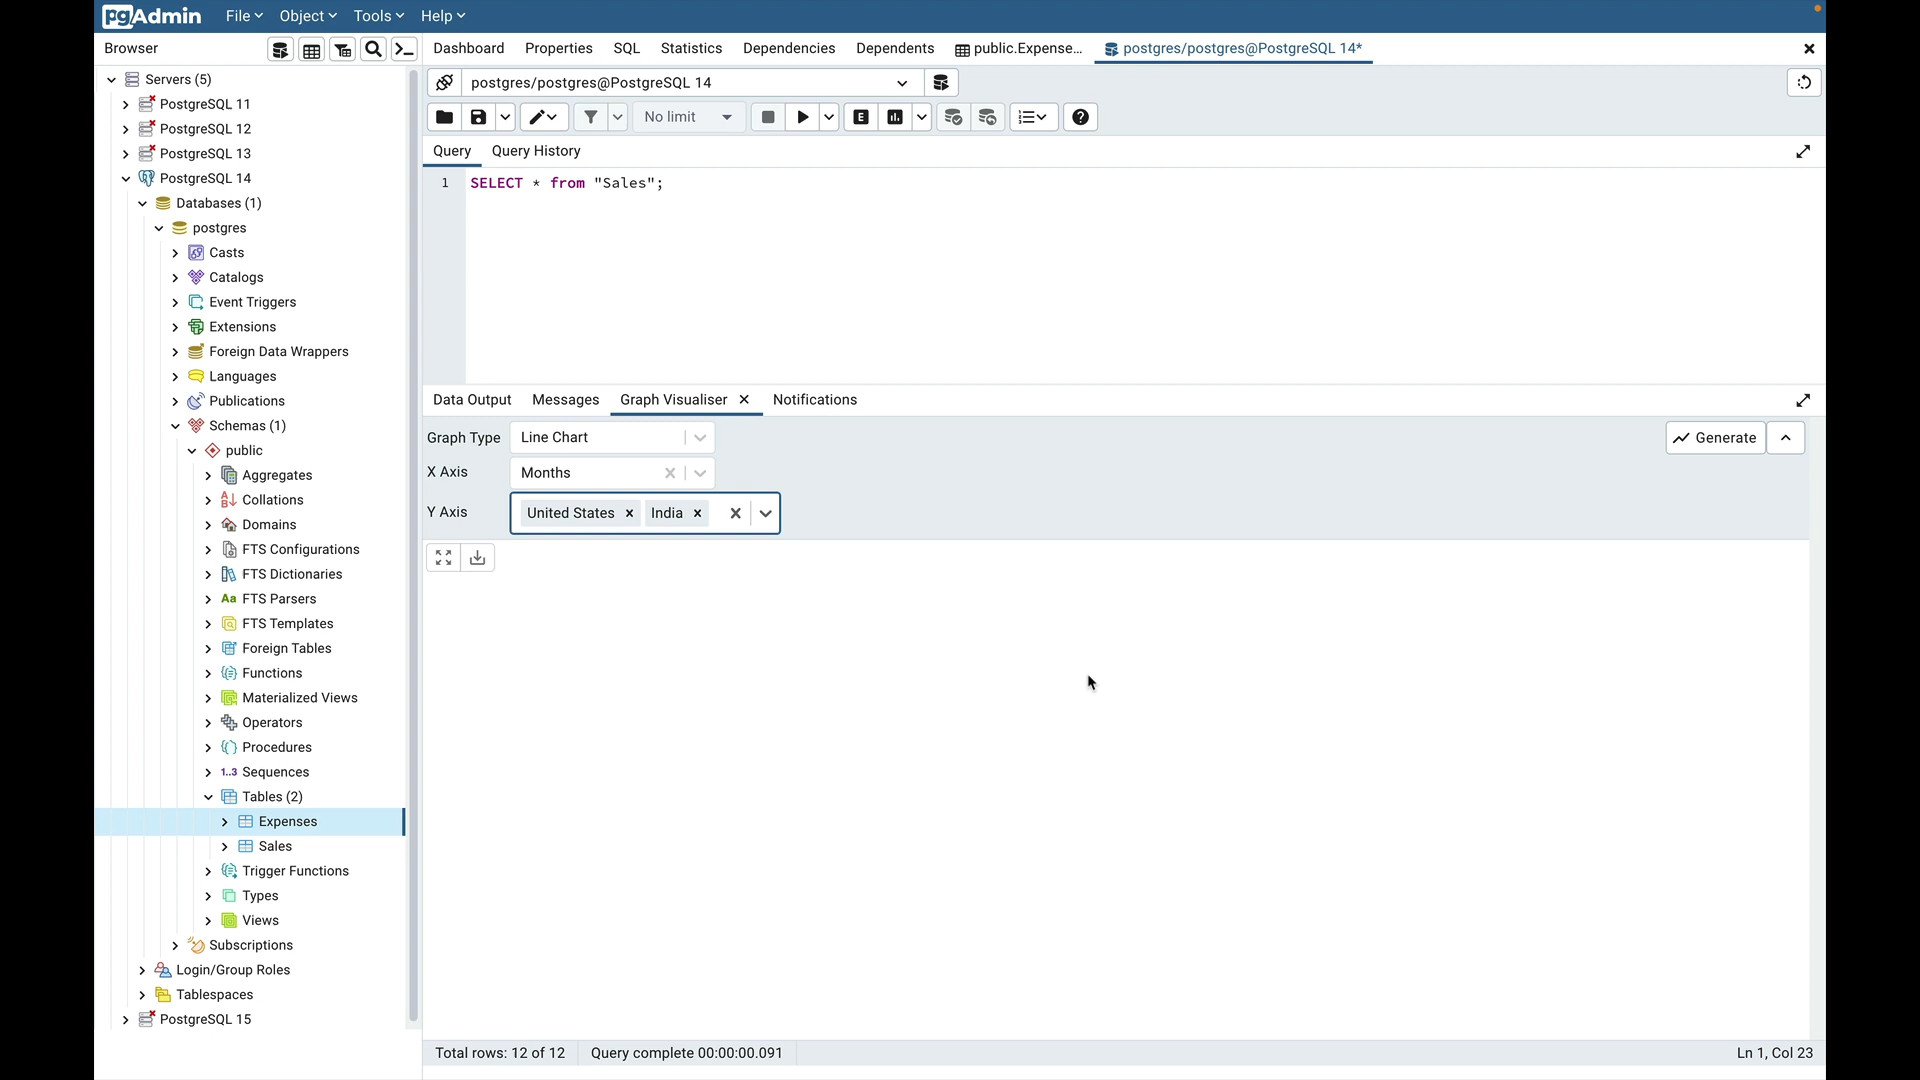 pgAdmin File Object Tools Help
Browser
Dashboard Properties SQL Statistics Dependencies Dependents public.Expense... postgres/postgres@PostgreSQL 14*
Servers (5)
PostgreSQL 11
PostgreSQL 12
PostgreSQL 13
PostgreSQL 14
Databases (1)
postgres
Casts
Catalogs
Event Triggers
Extensions
Foreign Data Wrappers
Languages
Publications
Schemas (1)
public
Aggregates
Collations
Domains
FTS Configurations
FTS Dictionaries
Aa FTS Parsers
FTS Templates
Foreign Tables
Functions
Materialized Views
Operators
Procedures
1..3 Sequences
Tables (2)
Expenses
Sales
Trigger Functions
Types
Views
Subscriptions
Login/Group Roles
Tablespaces
PostgreSQL 15
postgres/postgres@PostgreSQL 14
No limit E
Query Query History
1 SELECT * from "Sales";
Data Output Messages Graph Visualiser Notifications
Graph Type Line Chart Generate
X Axis Months
Y Axis United States India
Total rows: 12 of 12 Query complete 00:00:00.091 Ln 1, Col 23